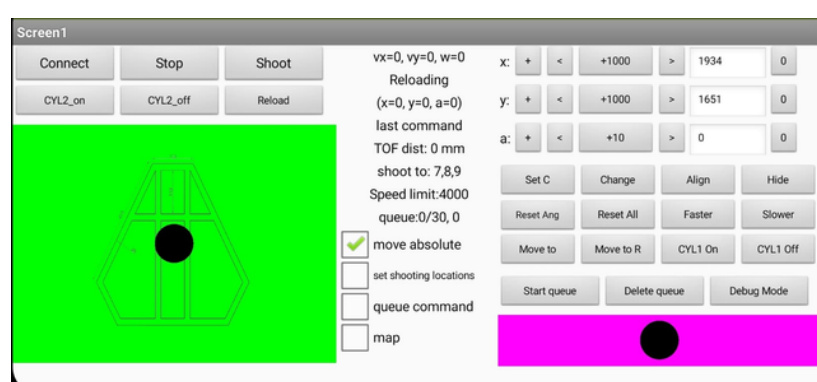 Screen1
Connect Stop Shoot
CYL2_on CYL2_off Reload
vx=0, vy=0, w=0
Reloading
(x=0, y=0, a=0)
last command
TOF dist: 0 mm
shoot to: 7,8,9
Speed limit:4000
queue:0/30, 0
move absolute
set shooting locations
queue command
map
x: + < +1000 > 1934 0
y: + < +1000 > 1651 0
a: + < +10 > 0 0
Set C Change Align Hide
Reset Ang Reset All Faster Slower
Move to Move to R CYL1 On CYL1 Off
Start queue Delete queue Debug Mode